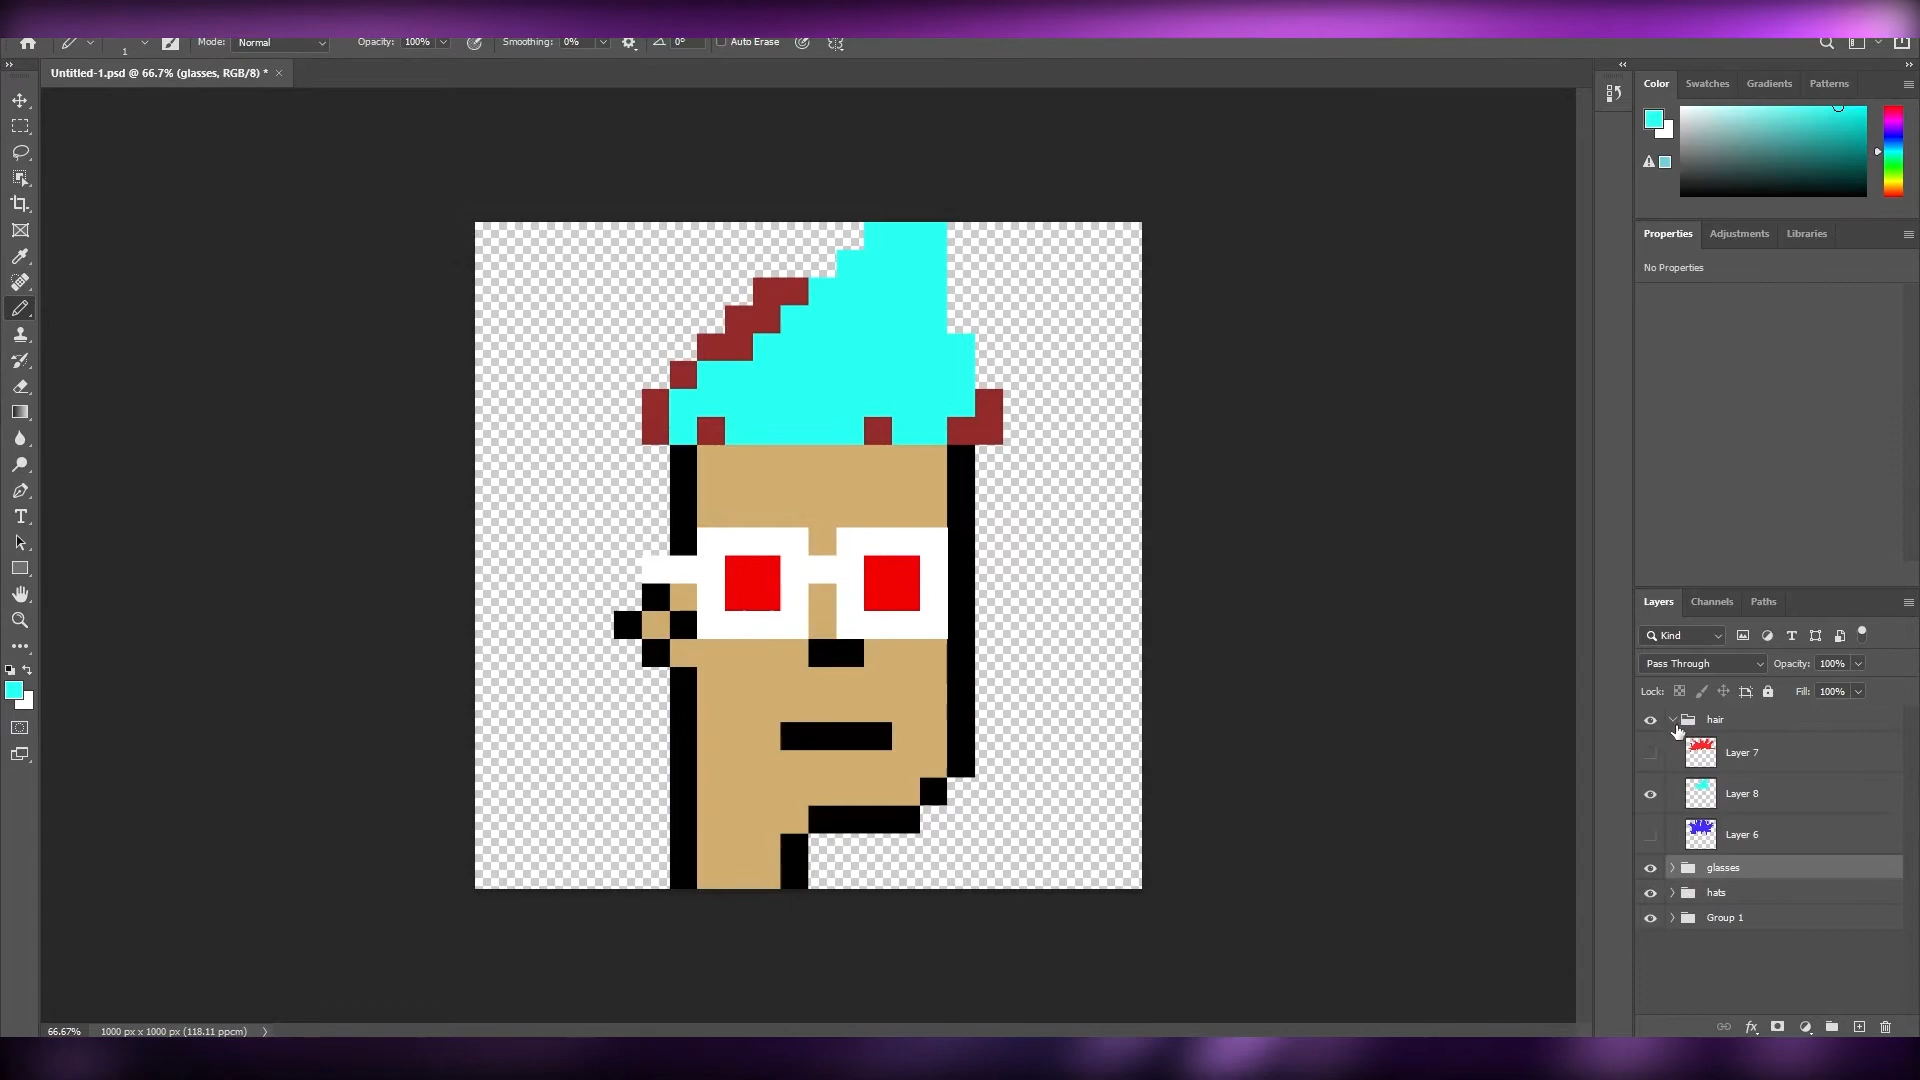 1 Mode: Normal Opacity: 100% Smoothing: 0% 0° Auto Erase
Untitled-1.psd @ 66.7% (glasses, RGB/8) * ×
Color Swatches Gradients Patterns
Properties Adjustments Libraries
No Properties
Layers Channels Paths
Kind
Pass Through Opacity: 100%
Lock: Fill: 100%
hair
Layer 7
Layer 8
Layer 6
glasses
hats
Group 1
66.67% 1000 px x 1000 px (118.11 ppcm)